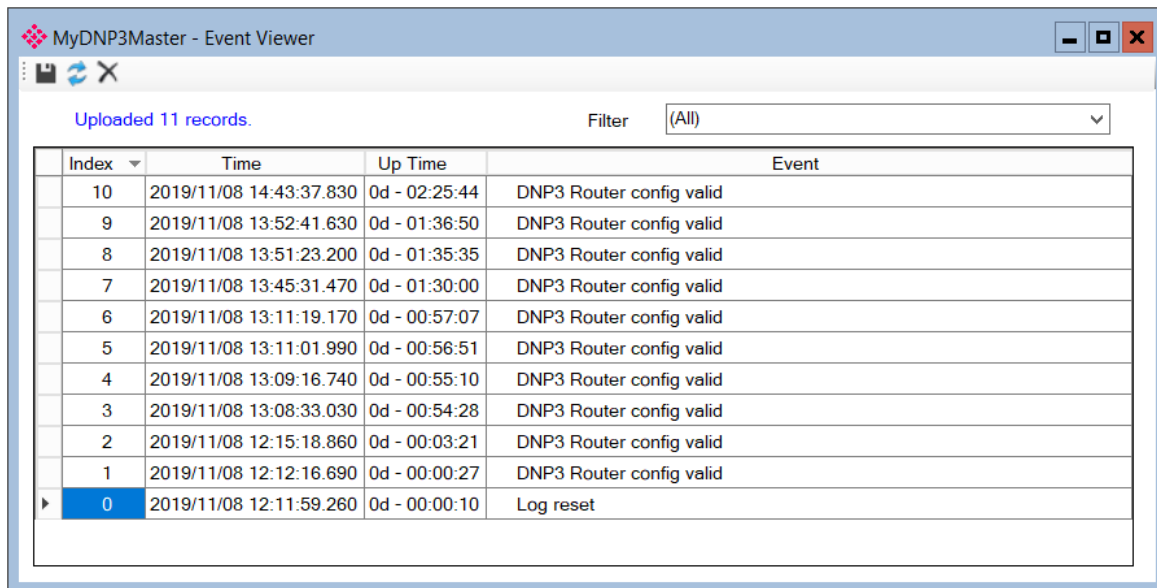 MyDNP3Master - Event Viewer
Uploaded 11 records. Filter (All)
Index Time Up Time Event
10 2019/11/08 14:43:37.830 0d - 02:25:44 DNP3 Router config valid
9 2019/11/08 13:52:41.630 0d - 01:36:50 DNP3 Router config valid
8 2019/11/08 13:51:23.200 0d - 01:35:35 DNP3 Router config valid
7 2019/11/08 13:45:31.470 0d - 01:30:00 DNP3 Router config valid
6 2019/11/08 13:11:19.170 0d - 00:57:07 DNP3 Router config valid
5 2019/11/08 13:11:01.990 0d - 00:56:51 DNP3 Router config valid
4 2019/11/08 13:09:16.740 0d - 00:55:10 DNP3 Router config valid
3 2019/11/08 13:08:33.030 0d - 00:54:28 DNP3 Router config valid
2 2019/11/08 12:15:18.860 0d - 00:03:21 DNP3 Router config valid
1 2019/11/08 12:12:16.690 0d - 00:00:27 DNP3 Router config valid
0 2019/11/08 12:11:59.260 0d - 00:00:10 Log reset